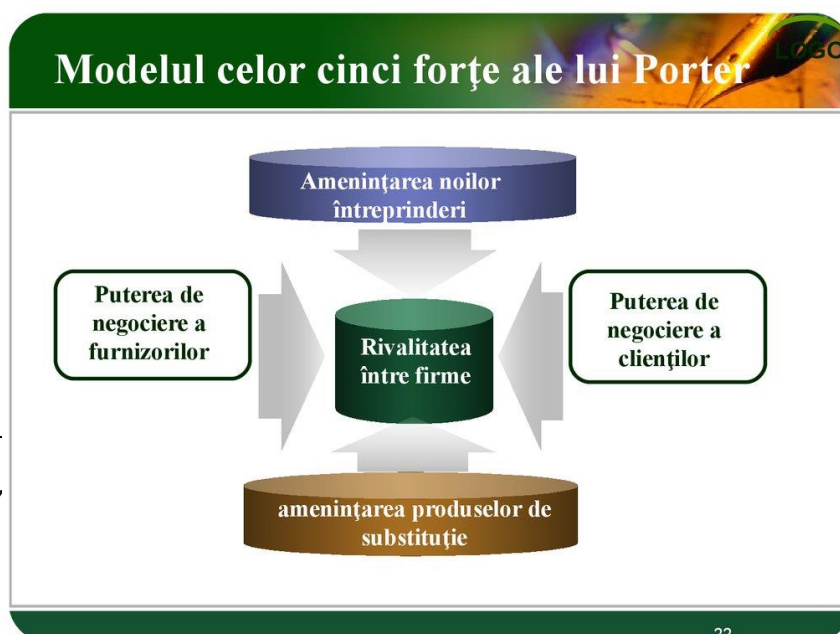 Modelul celor cinci forţe ale lui Porter
LOGO
Ameninţarea noilor
întreprinderi
Puterea de
negociere a
furnizorilor
Rivalitatea
între firme
Puterea de
negociere a
clienţilor
ameninţarea produselor de
substituţie